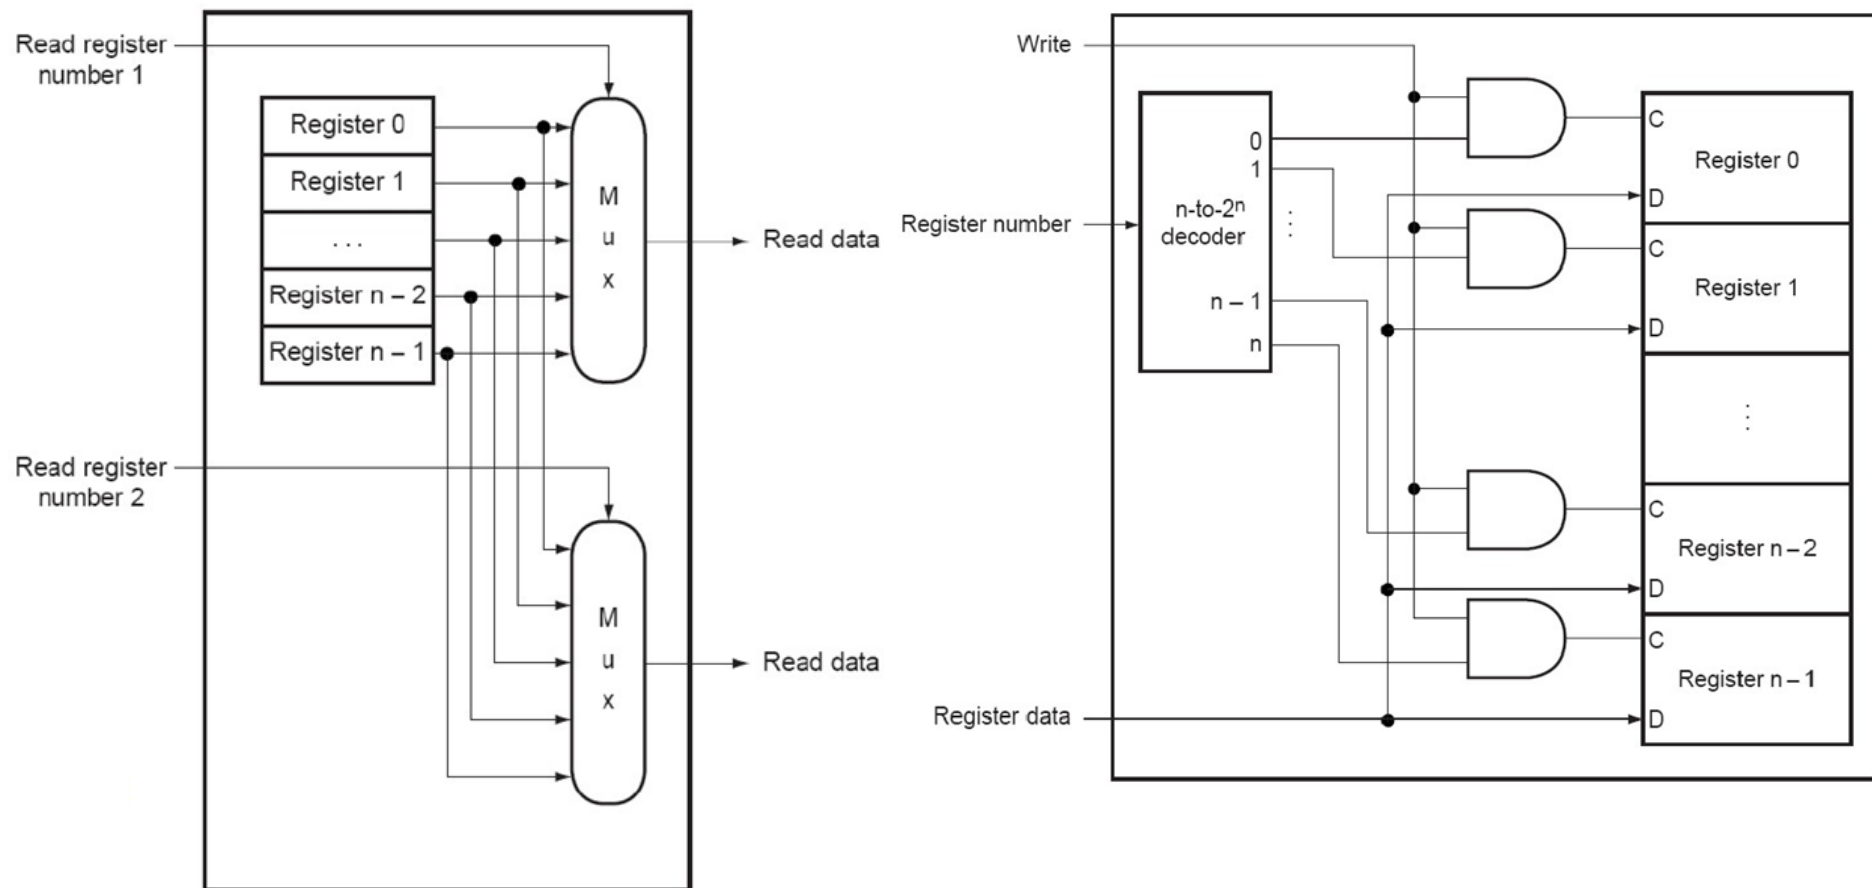 Read register
number 1
Register 0
Register 1
. . .
Register n – 2
Register n – 1
M
u
x
Read data
Read register
number 2
M
u
x
Read data
Write
Register number
n-to-2ⁿ
decoder
0
1
⋮
n – 1
n
C
Register 0
D
C
Register 1
D
⋮
C
Register n – 2
D
C
Register n – 1
D
Register data